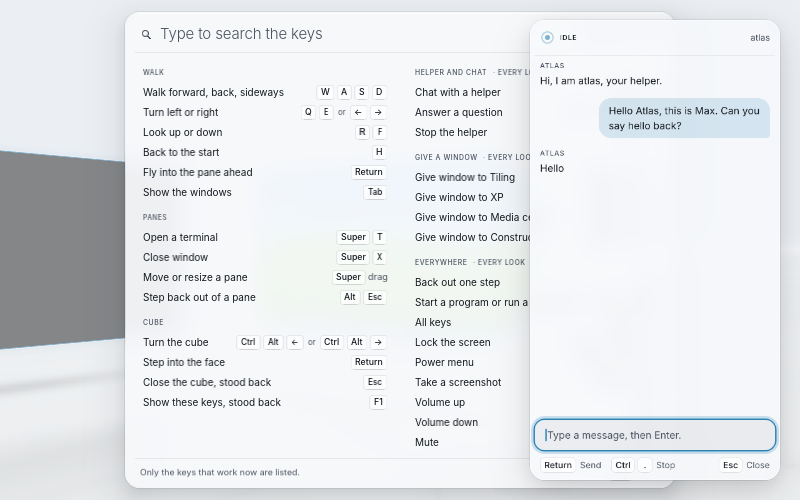 Type to search the keys
WALK
Walk forward, back, sideways W A S D
Turn left or right Q E or ← →
Look up or down R F
Back to the start H
Fly into the pane ahead Return
Show the windows Tab
PANES
Open a terminal Super T
Close window Super X
Move or resize a pane Super drag
Step back out of a pane Alt Esc
CUBE
Turn the cube Ctrl Alt ← or Ctrl Alt →
Step into the face Return
Close the cube, stood back Esc
Show these keys, stood back F1
HELPER AND CHAT · EVERY
Chat with a helper
Answer a question
Stop the helper
GIVE A WINDOW · EVERY
Give window to Tiling
Give window to XP
Give window to Media
Give window to
EVERYWHERE · EVERY LOOK
Back out one step
Start a program or run a
All keys
Lock the screen
Power menu
Take a screenshot
Volume up
Volume down
Mute
Only the keys that work now are listed.
IDLE atlas
ATLAS
Hi, I am atlas, your helper.
Hello Atlas, this is Max. Can you
say hello back?
ATLAS
Hello
Type a message, then Enter.
Return Send Ctrl . Stop Esc Close